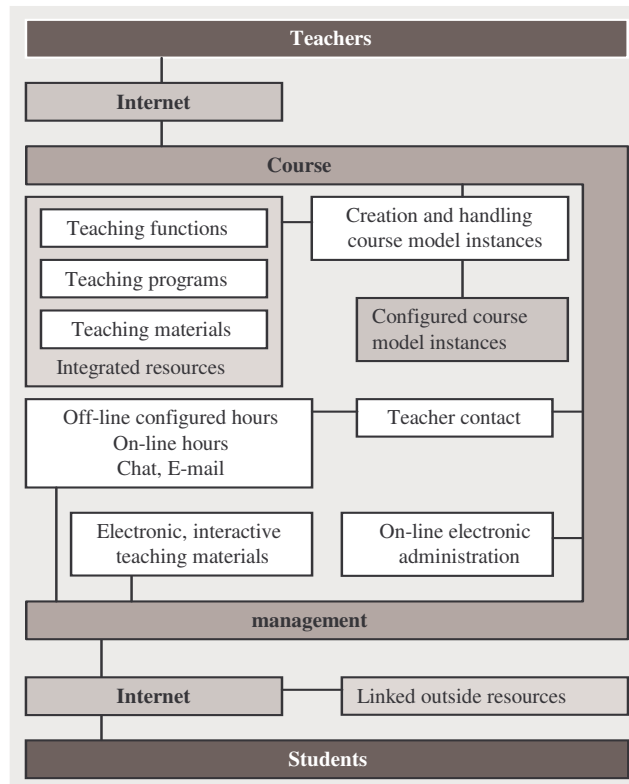 Teachers
Internet
Course
Teaching functions
Teaching programs
Teaching materials
Integrated resources
Creation and handling
course model instances
Configured course
model instances
Off-line configured hours
On-line hours
Chat, E-mail
Teacher contact
Electronic, interactive
teaching materials
On-line electronic
administration
management
Internet
Linked outside resources
Students